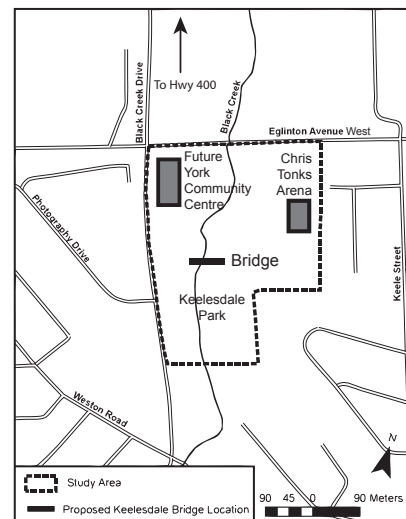 To Hwy 400
Black Creek Drive
Black Creek
Eglinton Avenue West
Future
York
Community
Centre
Chris
Tonks
Arena
Photography Drive
Bridge
Keele Street
Keelesdale
Park
Weston Road
N
Study Area
Proposed Keelesdale Bridge Location
90 45 0 90 Meters